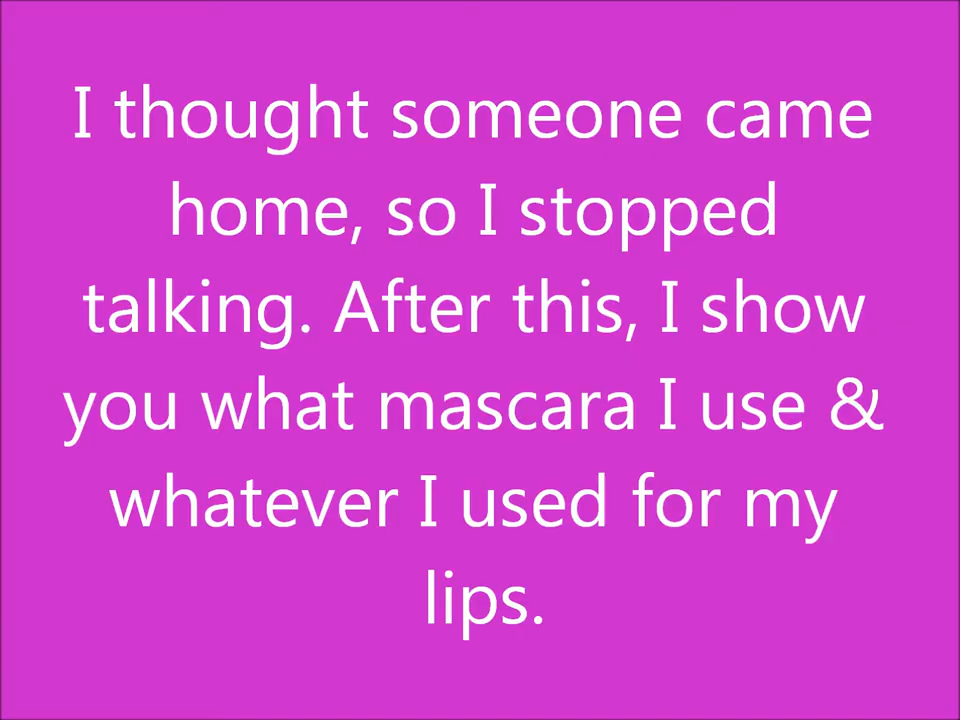 I thought someone came
home, so I stopped
talking. After this, I show
you what mascara I use &
whatever I used for my
lips.